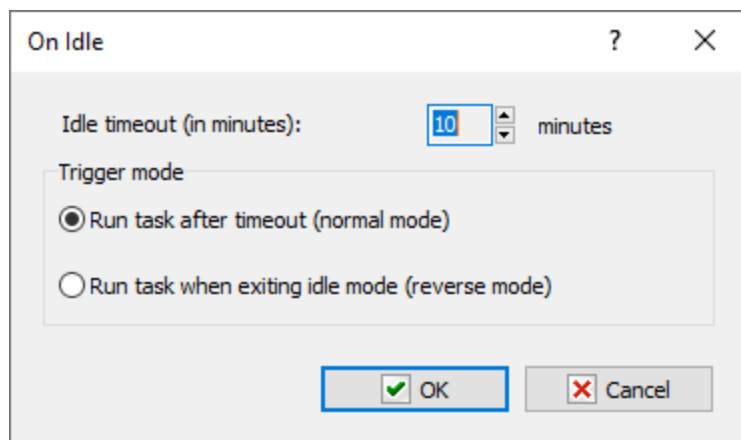 On Idle ?
Idle timeout (in minutes): 10 minutes
Trigger mode
Run task after timeout (normal mode)
Run task when exiting idle mode (reverse mode)
OK Cancel